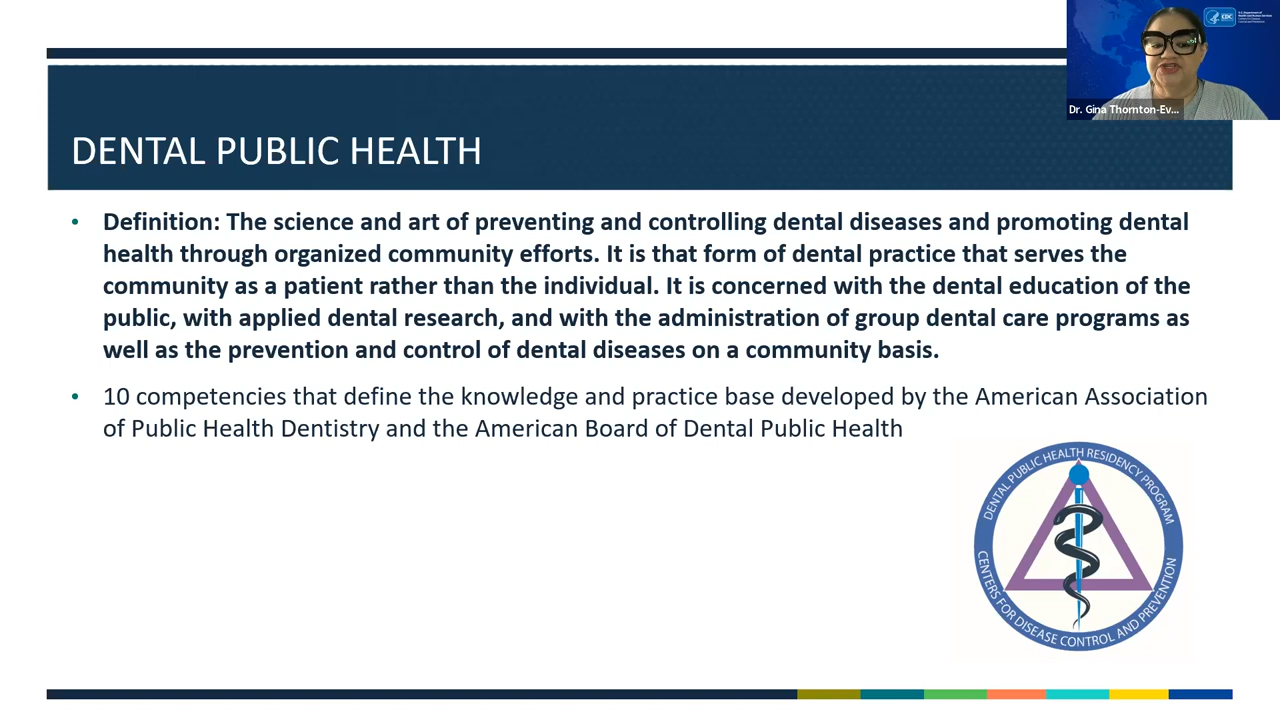 CDC
Dr. Gina Thornton-Ev...
DENTAL PUBLIC HEALTH
• Definition: The science and art of preventing and controlling dental diseases and promoting dental
health through organized community efforts. It is that form of dental practice that serves the
community as a patient rather than the individual. It is concerned with the dental education of the
public, with applied dental research, and with the administration of group dental care programs as
well as the prevention and control of dental diseases on a community basis.
• 10 competencies that define the knowledge and practice base developed by the American Association
of Public Health Dentistry and the American Board of Dental Public Health
DENTAL PUBLIC HEALTH RESIDENCY PROGRAM
CENTERS FOR DISEASE CONTROL AND PREVENTION